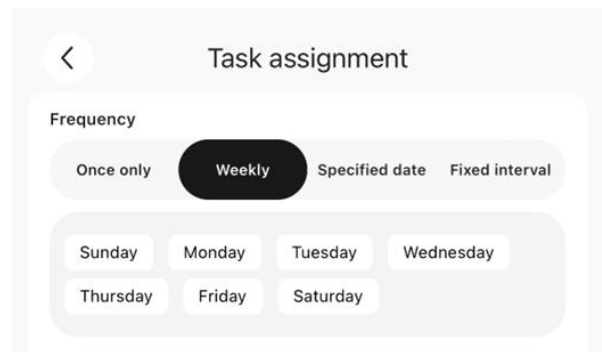 Task assignment
Frequency
Once only Weekly Specified date Fixed interval
Sunday Monday Tuesday Wednesday
Thursday Friday Saturday